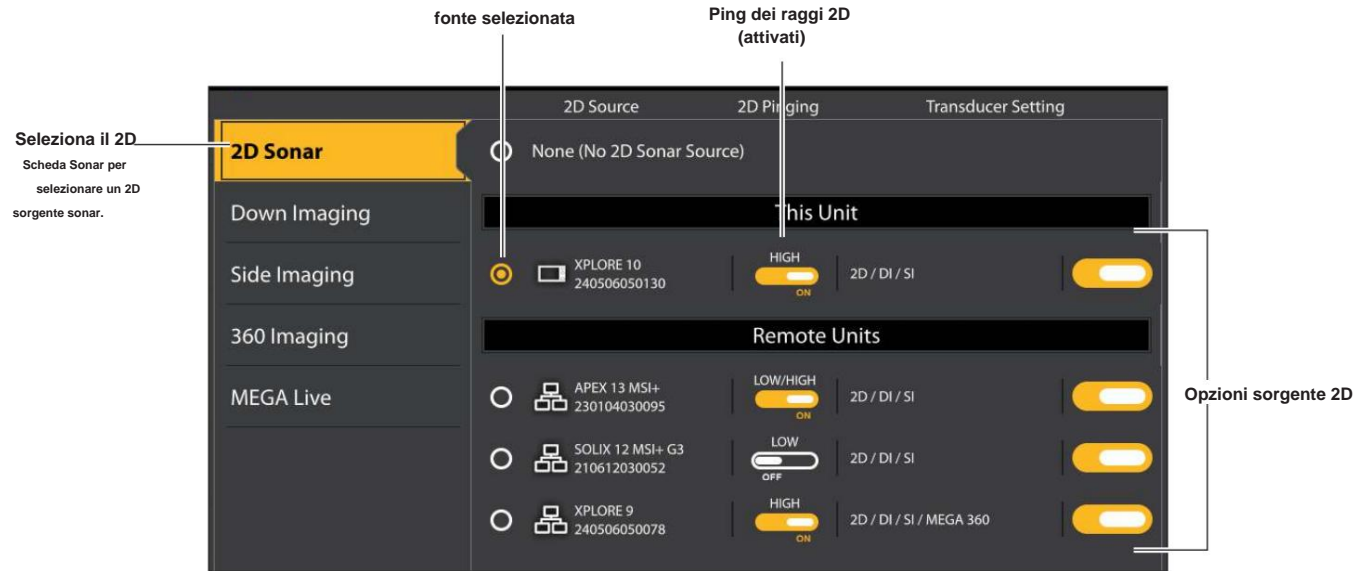 fonte selezionata
Ping dei raggi 2D
(attivati)
2D Source
2D Pinging
Transducer Setting
Seleziona il 2D
Scheda Sonar per
selezionare un 2D
sorgente sonar.
2D Sonar
None (No 2D Sonar Source)
Down Imaging
This Unit
Side Imaging
XPLORE 10
240506050130
HIGH
ON
2D / DI / SI
360 Imaging
Remote Units
MEGA Live
APEX 13 MSI+
230104030095
LOW/HIGH
ON
2D / DI / SI
Opzioni sorgente 2D
SOLIX 12 MSI+ G3
210612030052
LOW
OFF
2D / DI / SI
XPLORE 9
240506050078
HIGH
ON
2D / DI / SI / MEGA 360